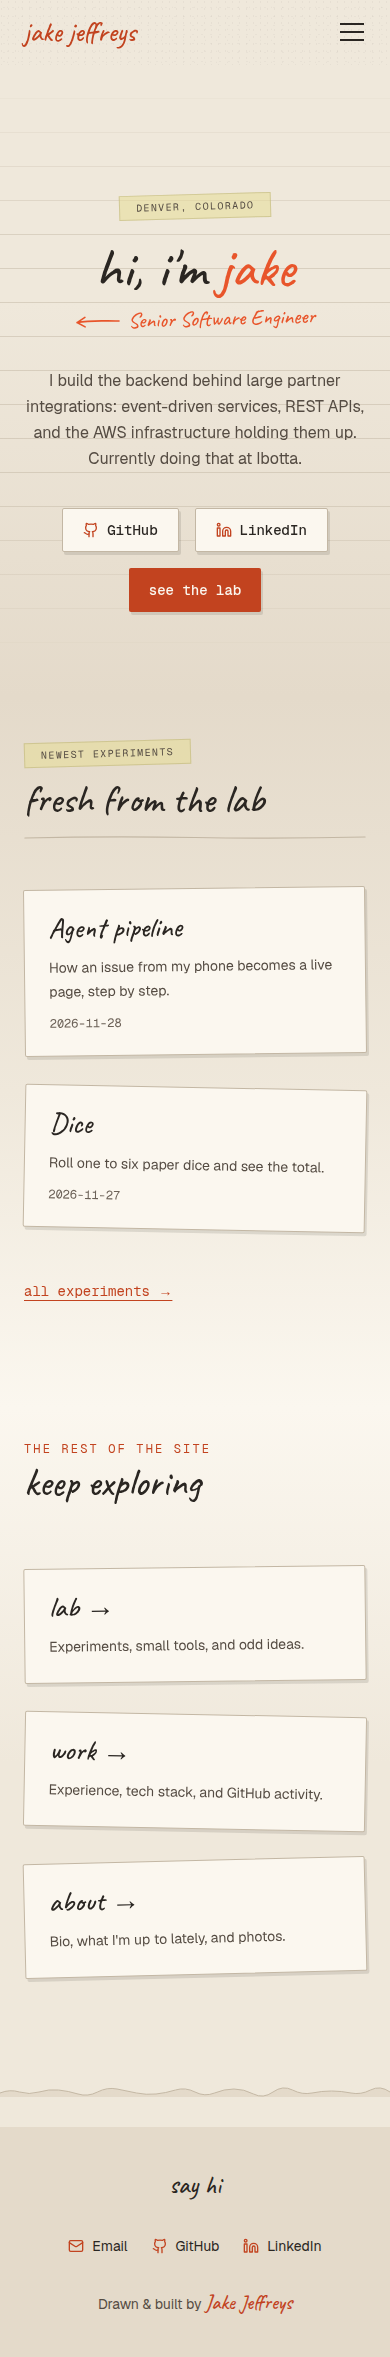 jake jeffreys
DENVER, COLORADO
hi, i'm jake
Senior Software Engineer
I build the backend behind large partner
integrations: event-driven services, REST APIs,
and the AWS infrastructure holding them up.
Currently doing that at Ibotta.
GitHub
LinkedIn
see the lab
NEWEST EXPERIMENTS
fresh from the lab
Agent pipeline
How an issue from my phone becomes a live
page, step by step.
2026-11-28
Dice
Roll one to six paper dice and see the total.
2026-11-27
all experiments →
THE REST OF THE SITE
keep exploring
lab →
Experiments, small tools, and odd ideas.
work →
Experience, tech stack, and GitHub activity.
about →
Bio, what I'm up to lately, and photos.
say hi
Email GitHub LinkedIn
Drawn & built by Jake Jeffreys